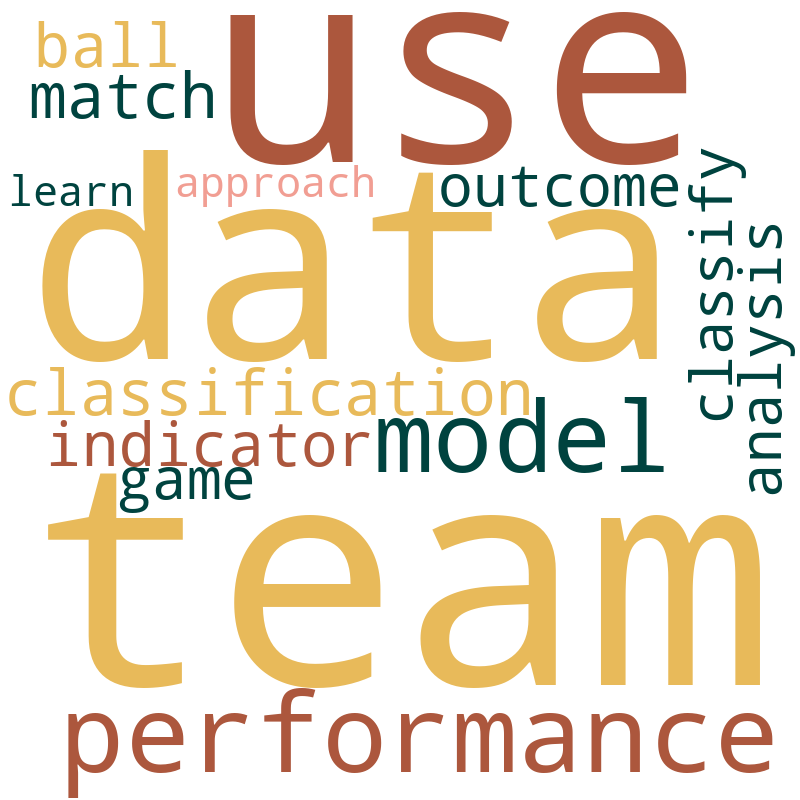 ball
use
match
learn
approach
outcome
classify
data
analysis
classification
indicator
model
game
team
performance